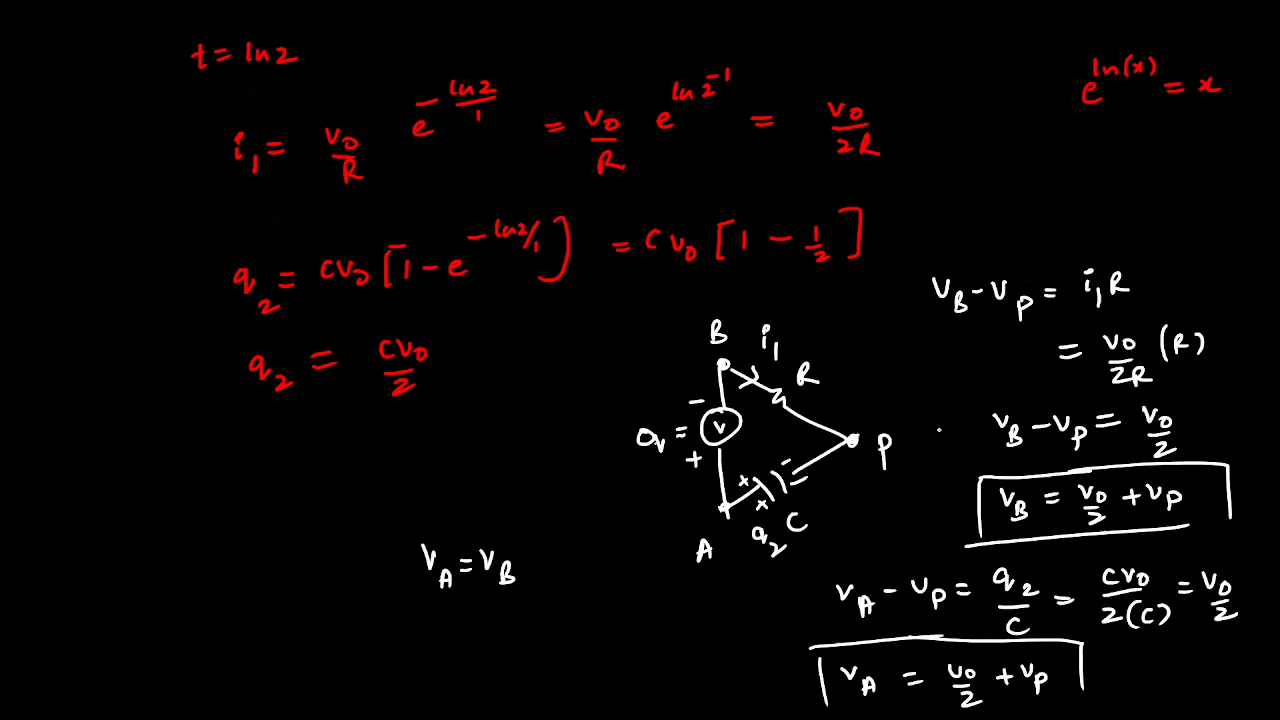 t = ln2
e^ln(x) = x
i₁ = V₀/R e^-ln2/1 = V₀/R e^ln2⁻¹ = V₀/2R
q₂ = CV₀ [1 - e^-ln2/1] = CV₀ [1 - 1/2]
q₂ = CV₀/2
V_B - V_P = i₁R
= V₀/2R (R)
V_B - V_P = V₀/2
V_B = V₀/2 + V_P
B i₁ R
-
0V = V
+
P
+ + - -
A q₂ C
V_A = V_B
V_A - V_P = q₂/C = CV₀/2(C) = V₀/2
V_A = V₀/2 + V_P